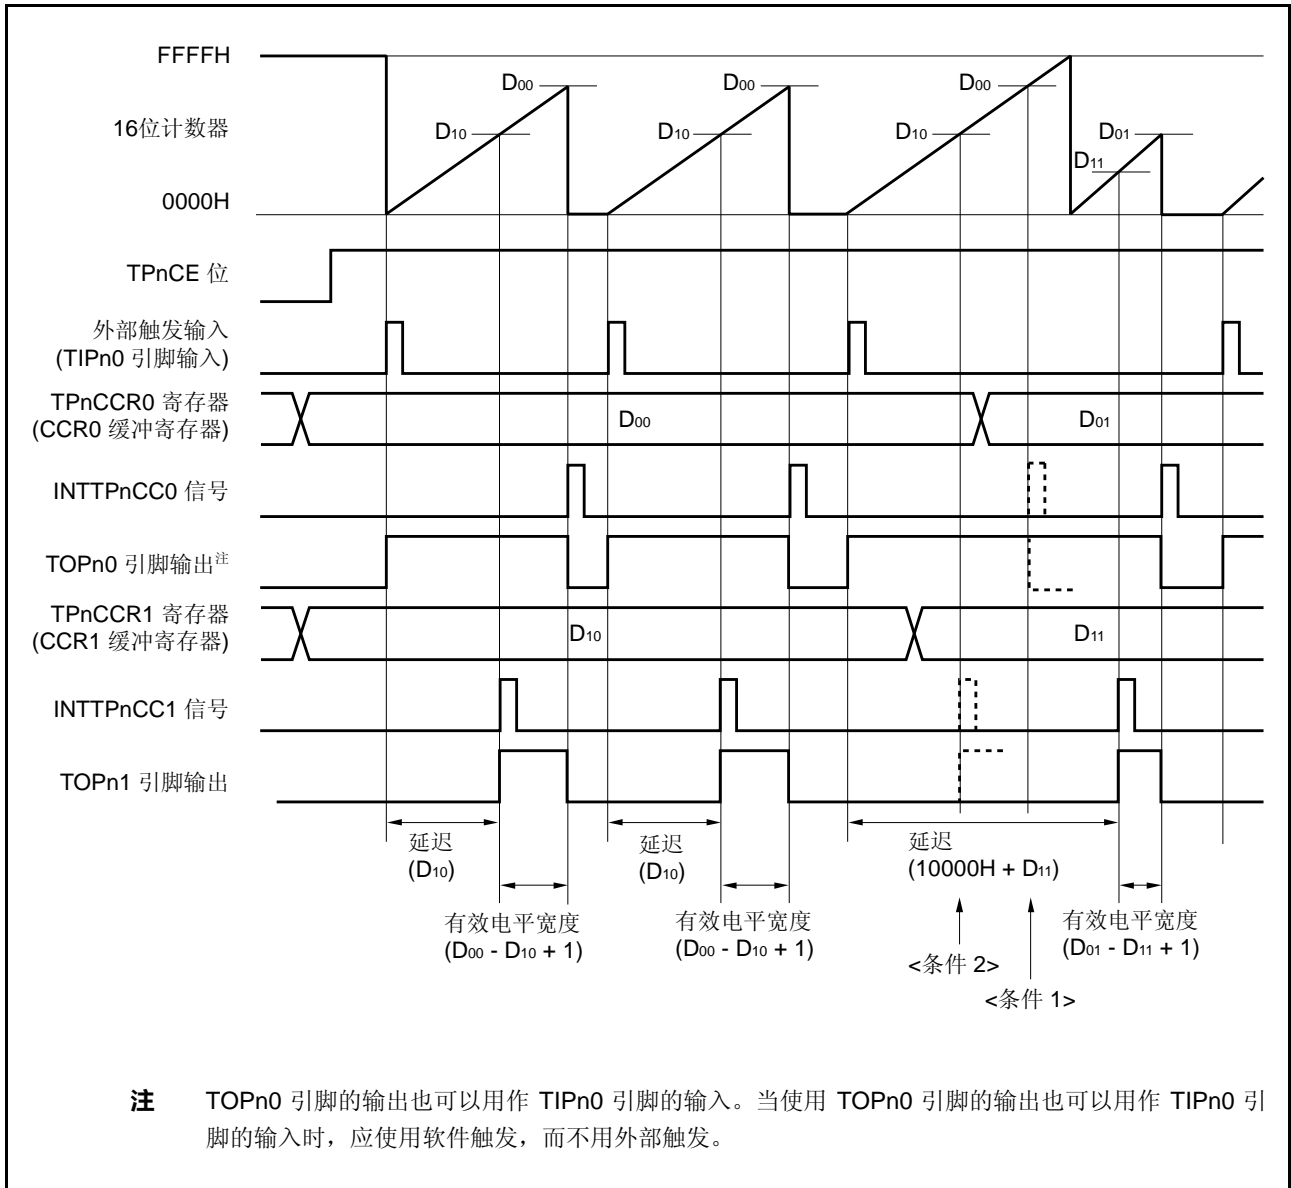 FFFFH
D00
D00
D00
16位计数器
D10
D10
D10
D01
D11
0000H
TPnCE 位
外部触发输入
(TIPn0 引脚输入)
TPnCCR0 寄存器
(CCR0 缓冲寄存器)
D00
D01
INTTPnCC0 信号
TOPn0 引脚输出注
TPnCCR1 寄存器
(CCR1 缓冲寄存器)
D10
D11
INTTPnCC1 信号
TOPn1 引脚输出
延迟
(D10)
延迟
(D10)
延迟
(10000H + D11)
有效电平宽度
(D00 - D10 + 1)
有效电平宽度
(D00 - D10 + 1)
有效电平宽度
(D01 - D11 + 1)
<条件 2>
<条件 1>
注 TOPn0 引脚的输出也可以用作 TIPn0 引脚的输入。当使用 TOPn0 引脚的输出也可以用作 TIPn0 引
脚的输入时，应使用软件触发，而不用外部触发。